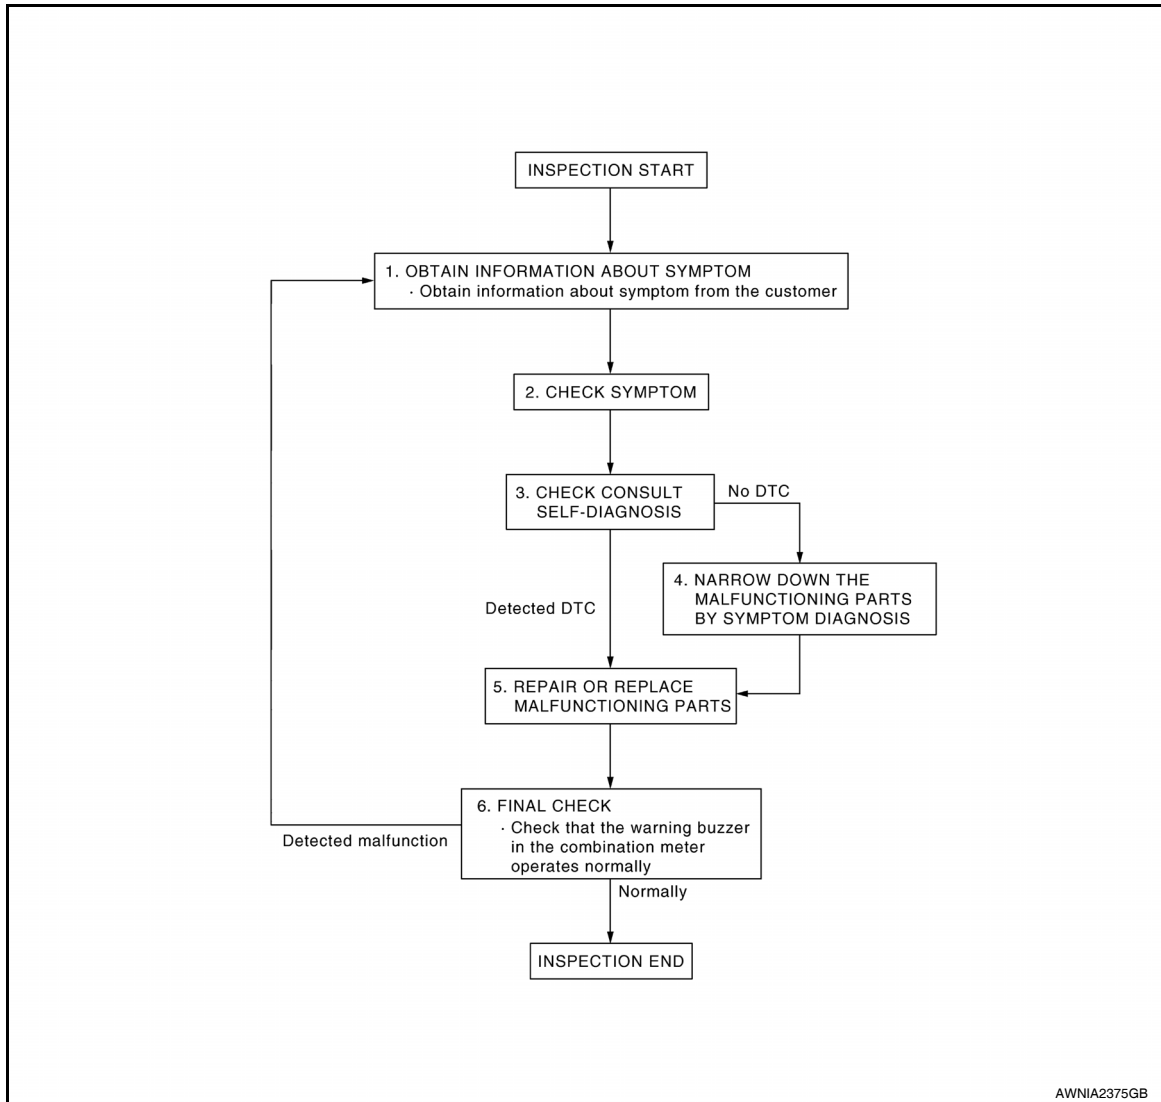 INSPECTION START
1. OBTAIN INFORMATION ABOUT SYMPTOM
· Obtain information about symptom from the customer
2. CHECK SYMPTOM
3. CHECK CONSULT
SELF-DIAGNOSIS
No DTC
4. NARROW DOWN THE
MALFUNCTIONING PARTS
BY SYMPTOM DIAGNOSIS
Detected DTC
5. REPAIR OR REPLACE
MALFUNCTIONING PARTS
6. FINAL CHECK
· Check that the warning buzzer
in the combination meter
operates normally
Detected malfunction
Normally
INSPECTION END
AWNIA2375GB